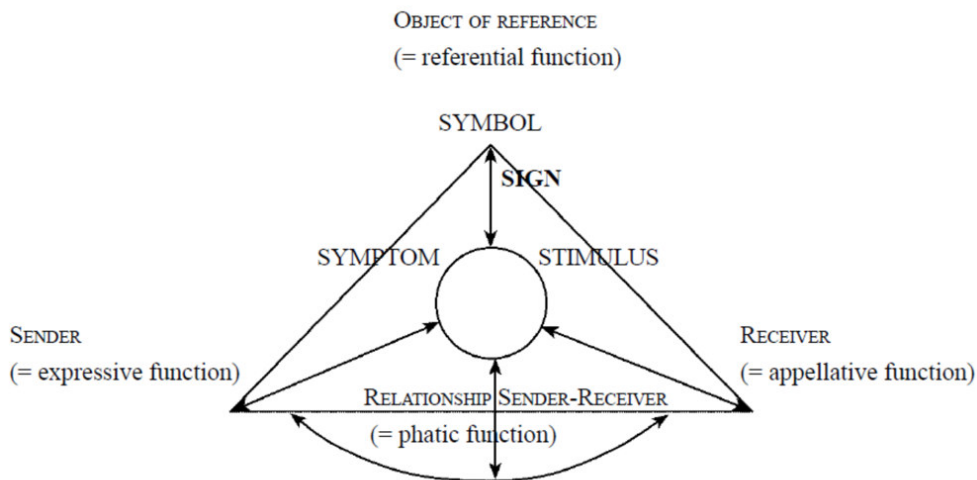 OBJECT OF REFERENCE
(= referential function)
SYMBOL
SIGN
SYMPTOM
STIMULUS
SENDER
(= expressive function)
RECEIVER
(= appellative function)
RELATIONSHIP SENDER-RECEIVER
(= phatic function)